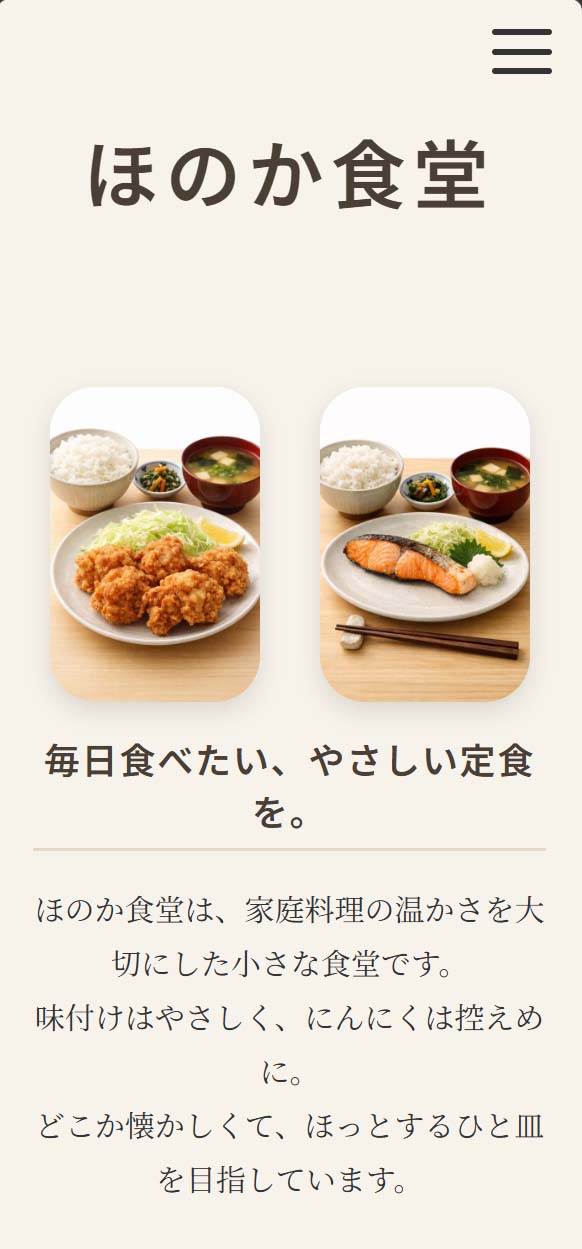 ほのか食堂
毎日食べたい、やさしい定食
を。
ほのか食堂は、家庭料理の温かさを大
切にした小さな食堂です。
味付けはやさしく、にんにくは控えめ
に。
どこか懐かしくて、ほっとするひと皿
を目指しています。